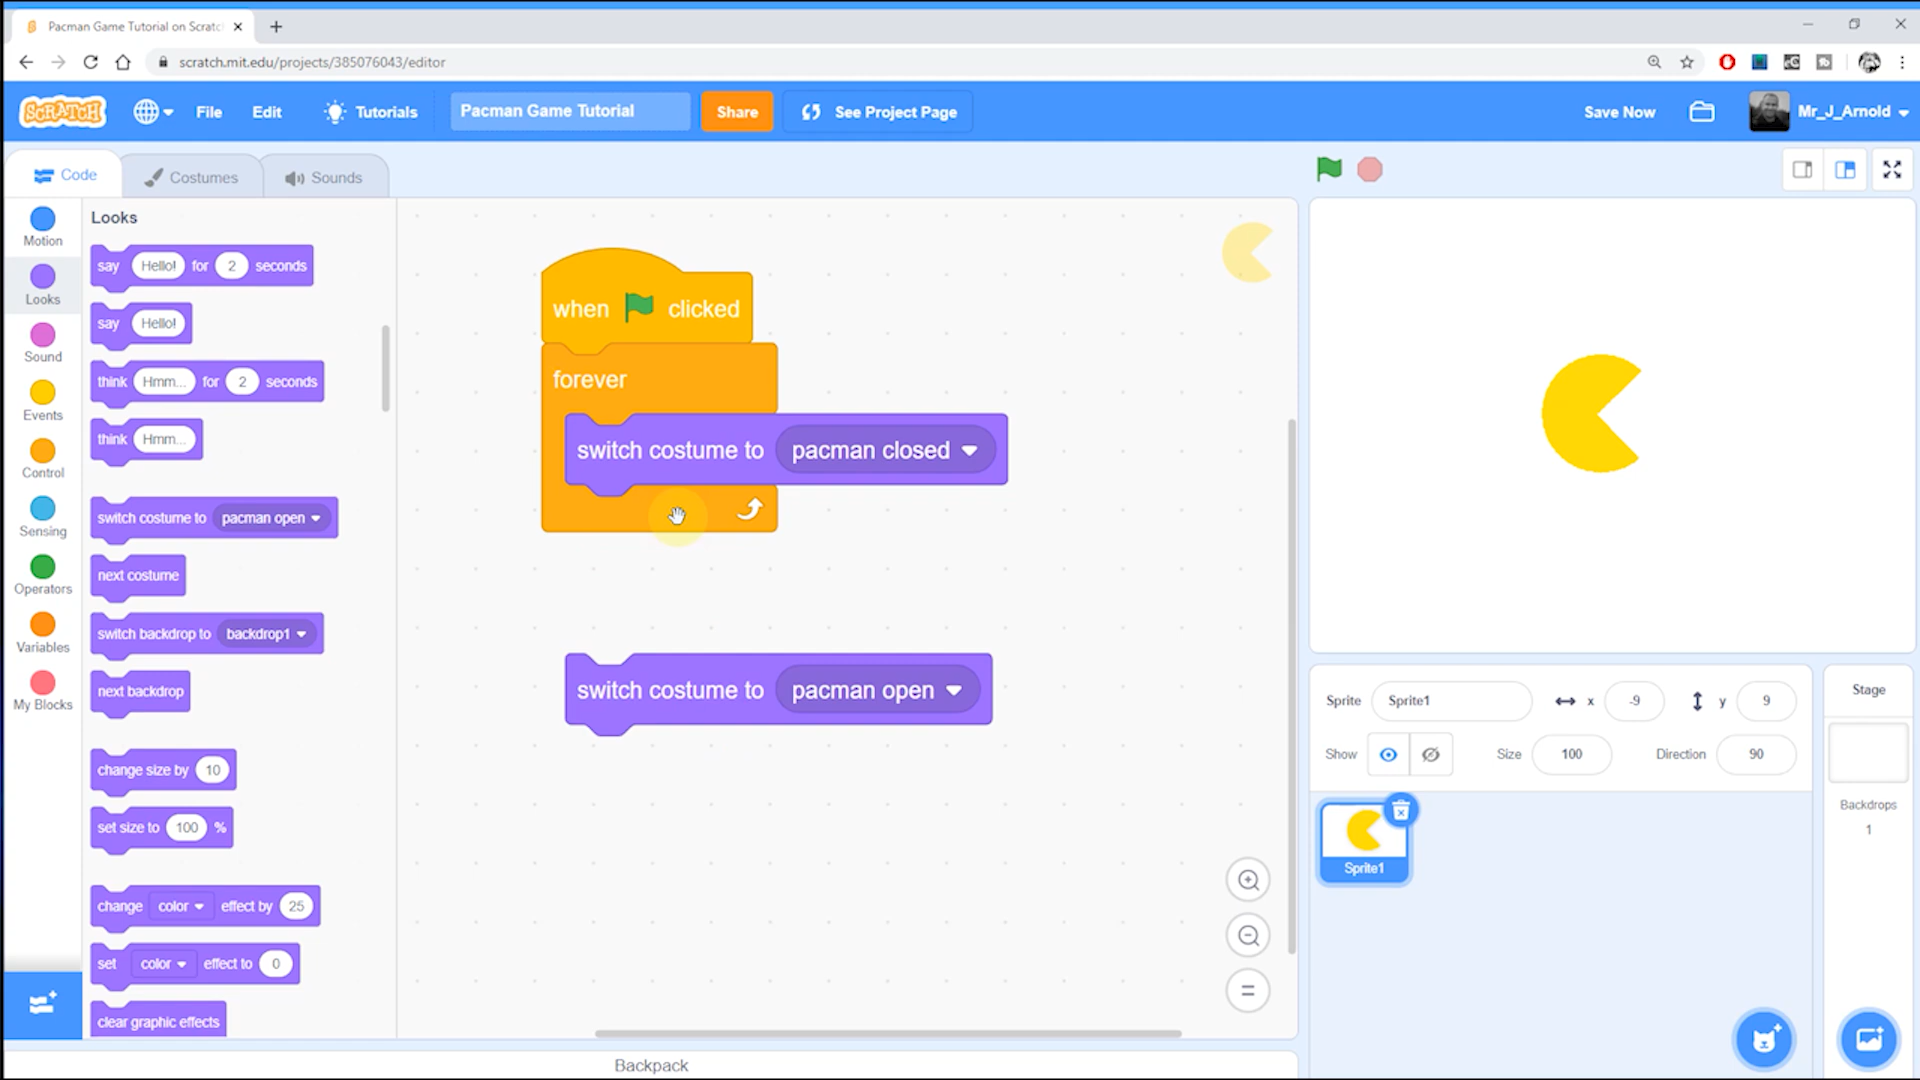 Pacman Game Tutorial on Scratc
scratch.mit.edu/projects/385076043/editor
SCRATCH
File
Edit
Tutorials
Pacman Game Tutorial
Share
See Project Page
Save Now
Mr_J_Arnold
Code
Costumes
Sounds
Motion
Looks
Sound
Events
Control
Sensing
Operators
Variables
My Blocks
Looks
say Hello! for 2 seconds
say Hello!
think Hmm... for 2 seconds
think Hmm...
switch costume to pacman open
next costume
switch backdrop to backdrop1
next backdrop
change size by 10
set size to 100 %
change color effect by 25
set color effect to 0
clear graphic effects
when clicked
forever
switch costume to pacman closed
switch costume to pacman open
Backpack
Sprite Sprite1 x -9 y 9
Show Size 100 Direction 90
Sprite1
Stage
Backdrops
1